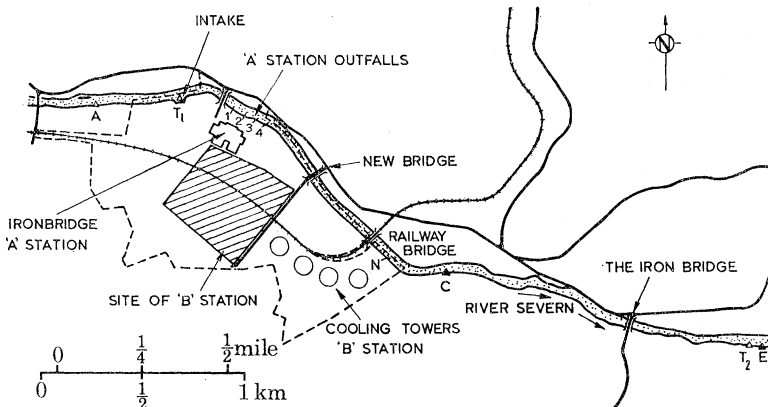 INTAKE
'A' STATION OUTFALLS
N
A
T1
1
2
3
4
NEW BRIDGE
IRONBRIDGE
'A' STATION
RAILWAY
BRIDGE
N
C
THE IRON BRIDGE
SITE OF 'B' STATION
RIVER SEVERN
COOLING TOWERS
'B' STATION
T2 E
0 1/4 1/2 mile
0 1/2 1 km